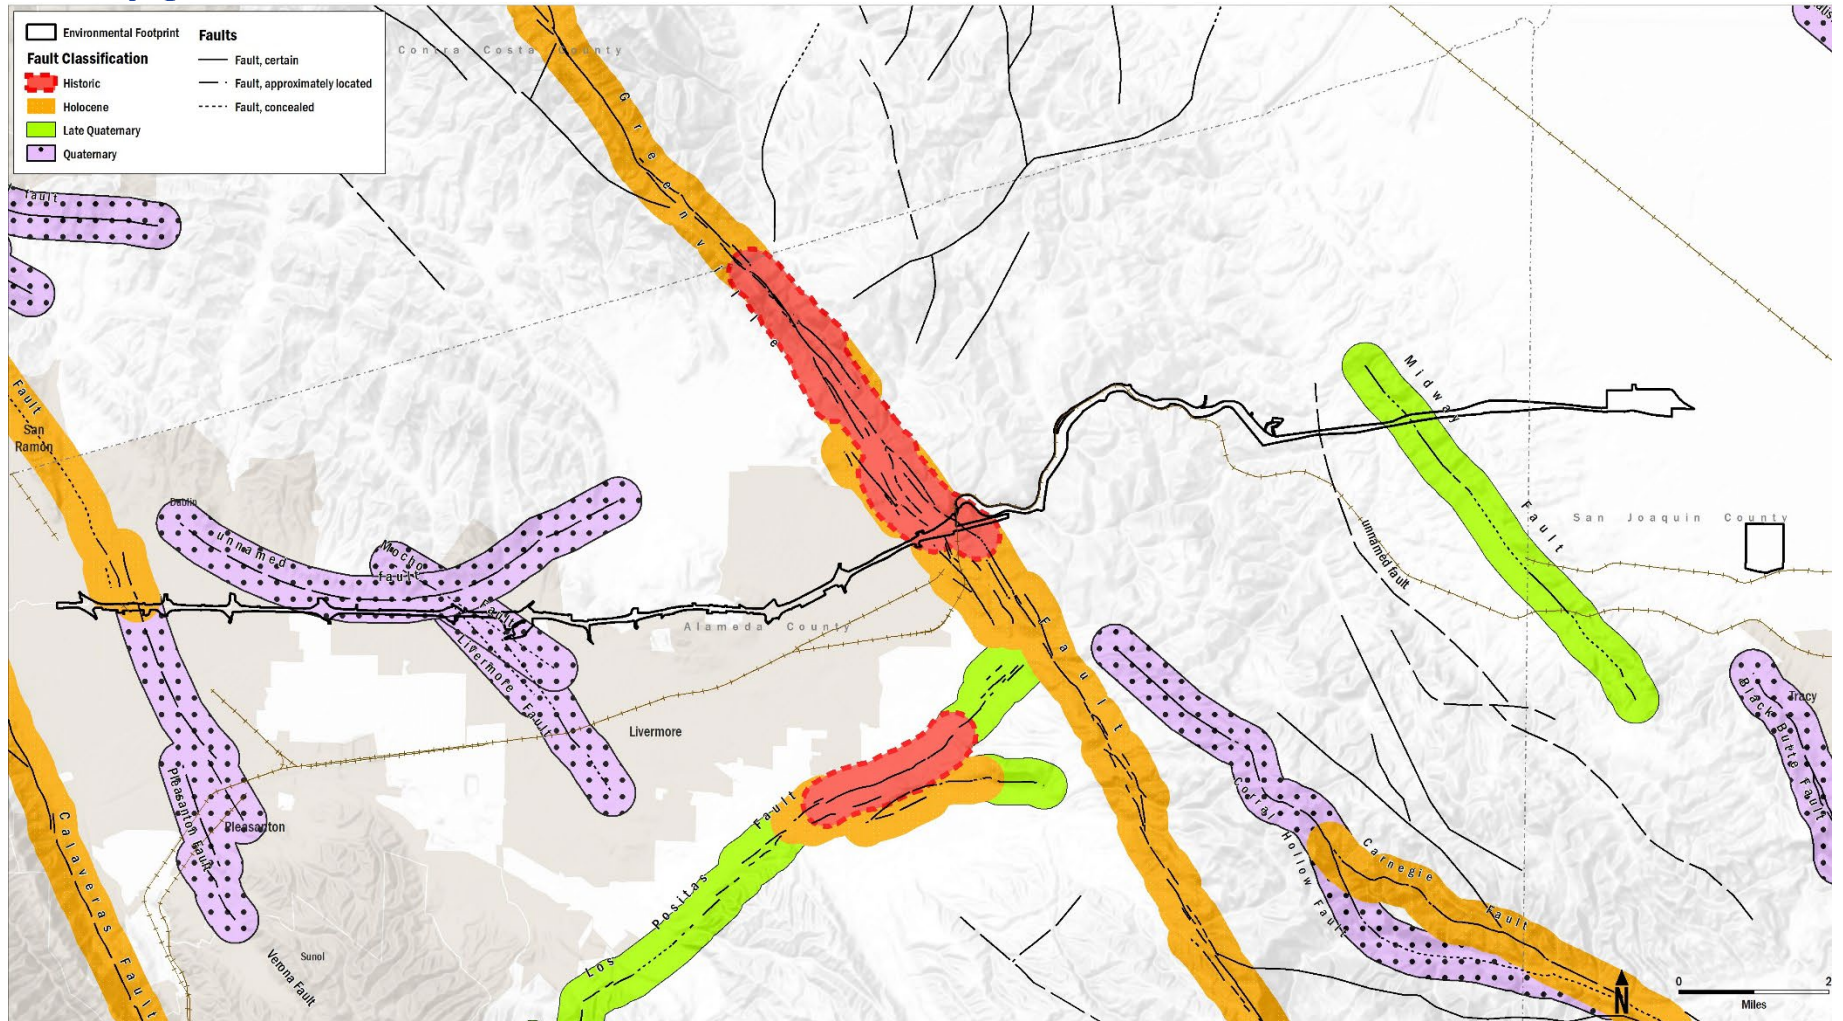 Environmental Footprint
Fault Classification
Historic
Holocene
Late Quaternary
Quaternary
Faults
Fault, certain
Fault, approximately located
Fault, concealed
Contra Costa County
fault
Greenville
Fault
Midway
Fault
San Joaquin County
unnamed fault
Fault
San
Ramon
Dublin
unnamed
fault
Mocho
Fault
Livermore
Fault
Alameda County
Livermore
Pleasanton
Pleasanton Fault
Calaveras Fault
Verona Fault
Sunol
Los Positas Fault
Corral Hollow Fault
Carnegie
Fault
Black Butte Fault
Tracy
N
0 2
Miles